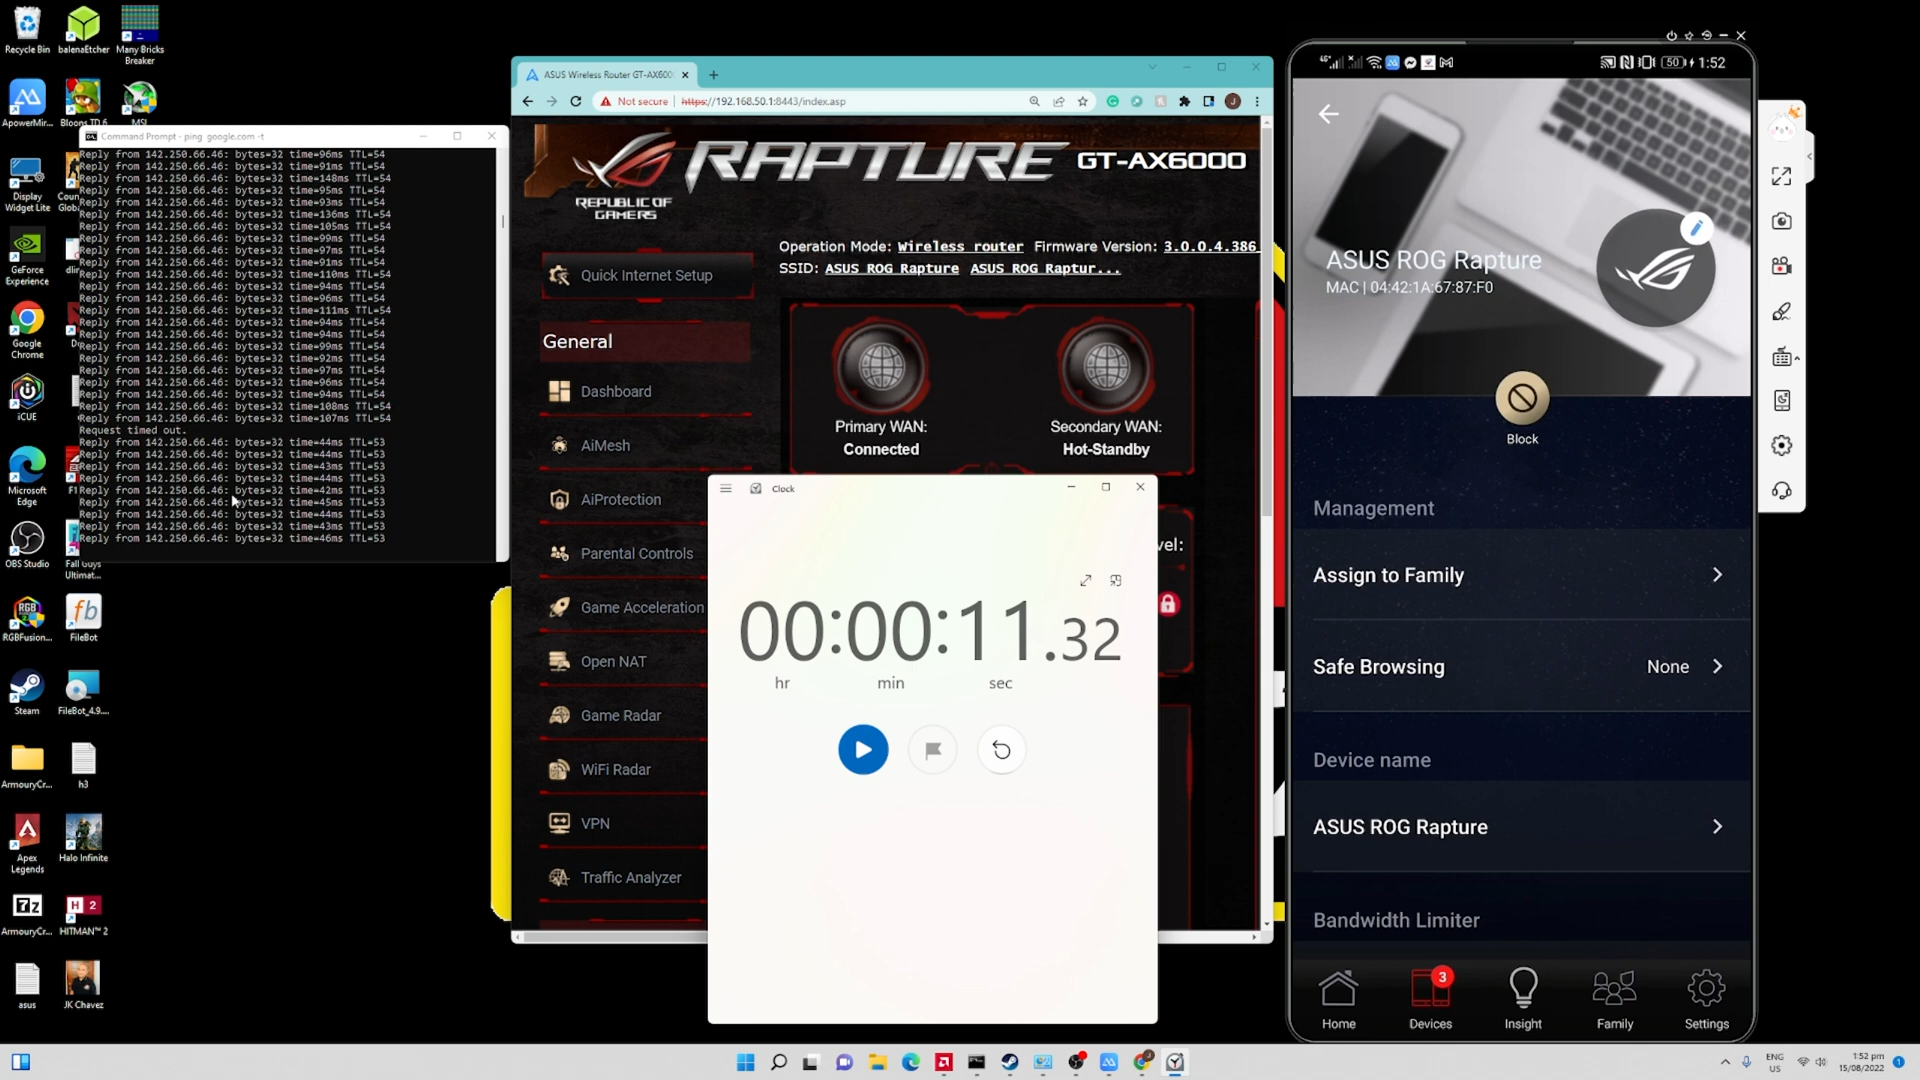 Recycle Bin
balenaEtcher
Many Bricks Breaker
ApowerMir...
Bloons TD 6
MSI
Display Widget Lite
GeForce Experience
Google Chrome
iCUE
Microsoft Edge
OBS Studio
Fall Guys Ultimat...
RGBFusion...
FileBot
Steam
FileBot_4.9....
ArmouryCr...
h3
Apex Legends
Halo Infinite
ArmouryCr...
HITMAN™ 2
asus
JK Chavez
Command Prompt - ping google.com -t
Reply from 142.250.66.46: bytes=32 time=96ms TTL=54
Reply from 142.250.66.46: bytes=32 time=91ms TTL=54
Reply from 142.250.66.46: bytes=32 time=148ms TTL=54
Reply from 142.250.66.46: bytes=32 time=95ms TTL=54
Reply from 142.250.66.46: bytes=32 time=93ms TTL=54
Reply from 142.250.66.46: bytes=32 time=136ms TTL=54
Reply from 142.250.66.46: bytes=32 time=105ms TTL=54
Reply from 142.250.66.46: bytes=32 time=99ms TTL=54
Reply from 142.250.66.46: bytes=32 time=97ms TTL=54
Reply from 142.250.66.46: bytes=32 time=91ms TTL=54
Reply from 142.250.66.46: bytes=32 time=110ms TTL=54
Reply from 142.250.66.46: bytes=32 time=94ms TTL=54
Reply from 142.250.66.46: bytes=32 time=96ms TTL=54
Reply from 142.250.66.46: bytes=32 time=111ms TTL=54
Reply from 142.250.66.46: bytes=32 time=94ms TTL=54
Reply from 142.250.66.46: bytes=32 time=99ms TTL=54
Reply from 142.250.66.46: bytes=32 time=92ms TTL=54
Reply from 142.250.66.46: bytes=32 time=97ms TTL=54
Reply from 142.250.66.46: bytes=32 time=96ms TTL=54
Reply from 142.250.66.46: bytes=32 time=94ms TTL=54
Reply from 142.250.66.46: bytes=32 time=108ms TTL=54
Reply from 142.250.66.46: bytes=32 time=107ms TTL=54
Request timed out.
Reply from 142.250.66.46: bytes=32 time=44ms TTL=53
Reply from 142.250.66.46: bytes=32 time=44ms TTL=53
Reply from 142.250.66.46: bytes=32 time=43ms TTL=53
Reply from 142.250.66.46: bytes=32 time=44ms TTL=53
Reply from 142.250.66.46: bytes=32 time=42ms TTL=53
Reply from 142.250.66.46: bytes=32 time=45ms TTL=53
Reply from 142.250.66.46: bytes=32 time=44ms TTL=53
Reply from 142.250.66.46: bytes=32 time=43ms TTL=53
Reply from 142.250.66.46: bytes=32 time=46ms TTL=53
ASUS Wireless Router GT-AX600
Not secure | https://192.168.50.1:8443/index.asp
REPUBLIC OF GAMERS
RAPTURE GT-AX6000
Operation Mode: Wireless router Firmware Version: 3.0.0.4.386_
SSID: ASUS ROG Rapture ASUS ROG Raptur...
Quick Internet Setup
General
Dashboard
AiMesh
AiProtection
Parental Controls
Game Acceleration
Open NAT
Game Radar
WiFi Radar
VPN
Traffic Analyzer
Primary WAN:
Connected
Secondary WAN:
Hot-Standby
vel:
Clock
00:00:11.32
hr min sec
50 1:52
ASUS ROG Rapture
MAC | 04:42:1A:67:87:F0
Block
Management
Assign to Family
Safe Browsing None
Device name
ASUS ROG Rapture
Bandwidth Limiter
3
Home Devices Insight Family Settings
ENG
US
1:52 pm
15/08/2022
1